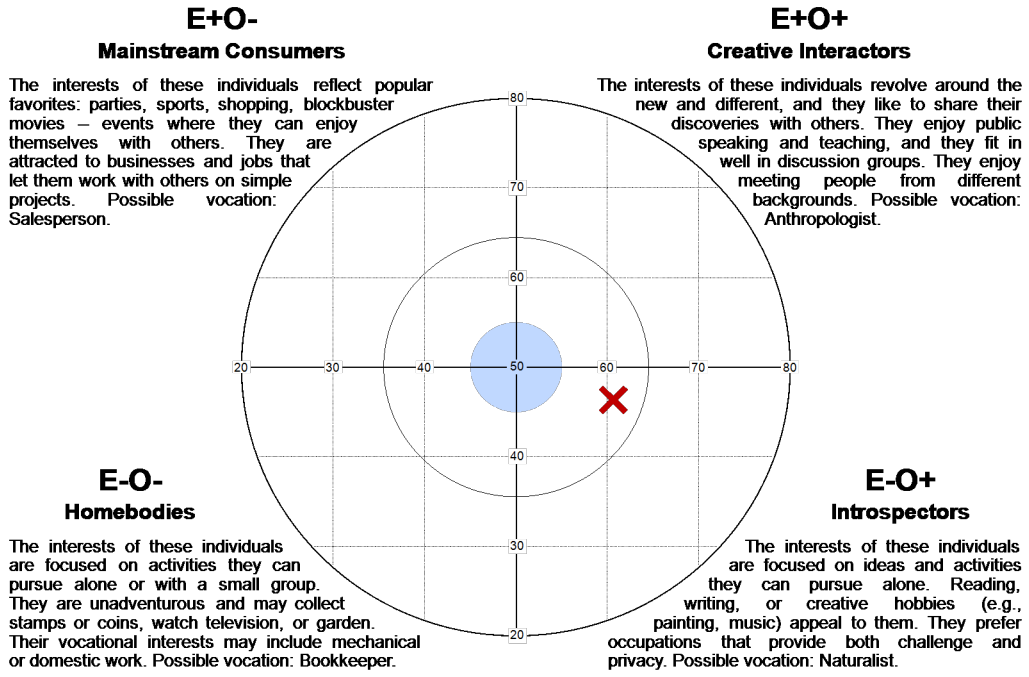 E+O-
Mainstream Consumers
The interests of these individuals reflect popular
favorites: parties, sports, shopping, blockbuster
movies – events where they can enjoy
themselves with others. They are
attracted to businesses and jobs that
let them work with others on simple
projects. Possible vocation:
Salesperson.
E+O+
Creative Interactors
The interests of these individuals revolve around the
new and different, and they like to share their
discoveries with others. They enjoy public
speaking and teaching, and they fit in
well in discussion groups. They enjoy
meeting people from different
backgrounds. Possible vocation:
Anthropologist.
80
70
60
20 30 40 50 60 70 80
40
30
20
E-O-
Homebodies
The interests of these individuals
are focused on activities they can
pursue alone or with a small group.
They are unadventurous and may collect
stamps or coins, watch television, or garden.
Their vocational interests may include mechanical
or domestic work. Possible vocation: Bookkeeper.
E-O+
Introspectors
The interests of these individuals
are focused on ideas and activities
they can pursue alone. Reading,
writing, or creative hobbies (e.g.,
painting, music) appeal to them. They prefer
occupations that provide both challenge and
privacy. Possible vocation: Naturalist.